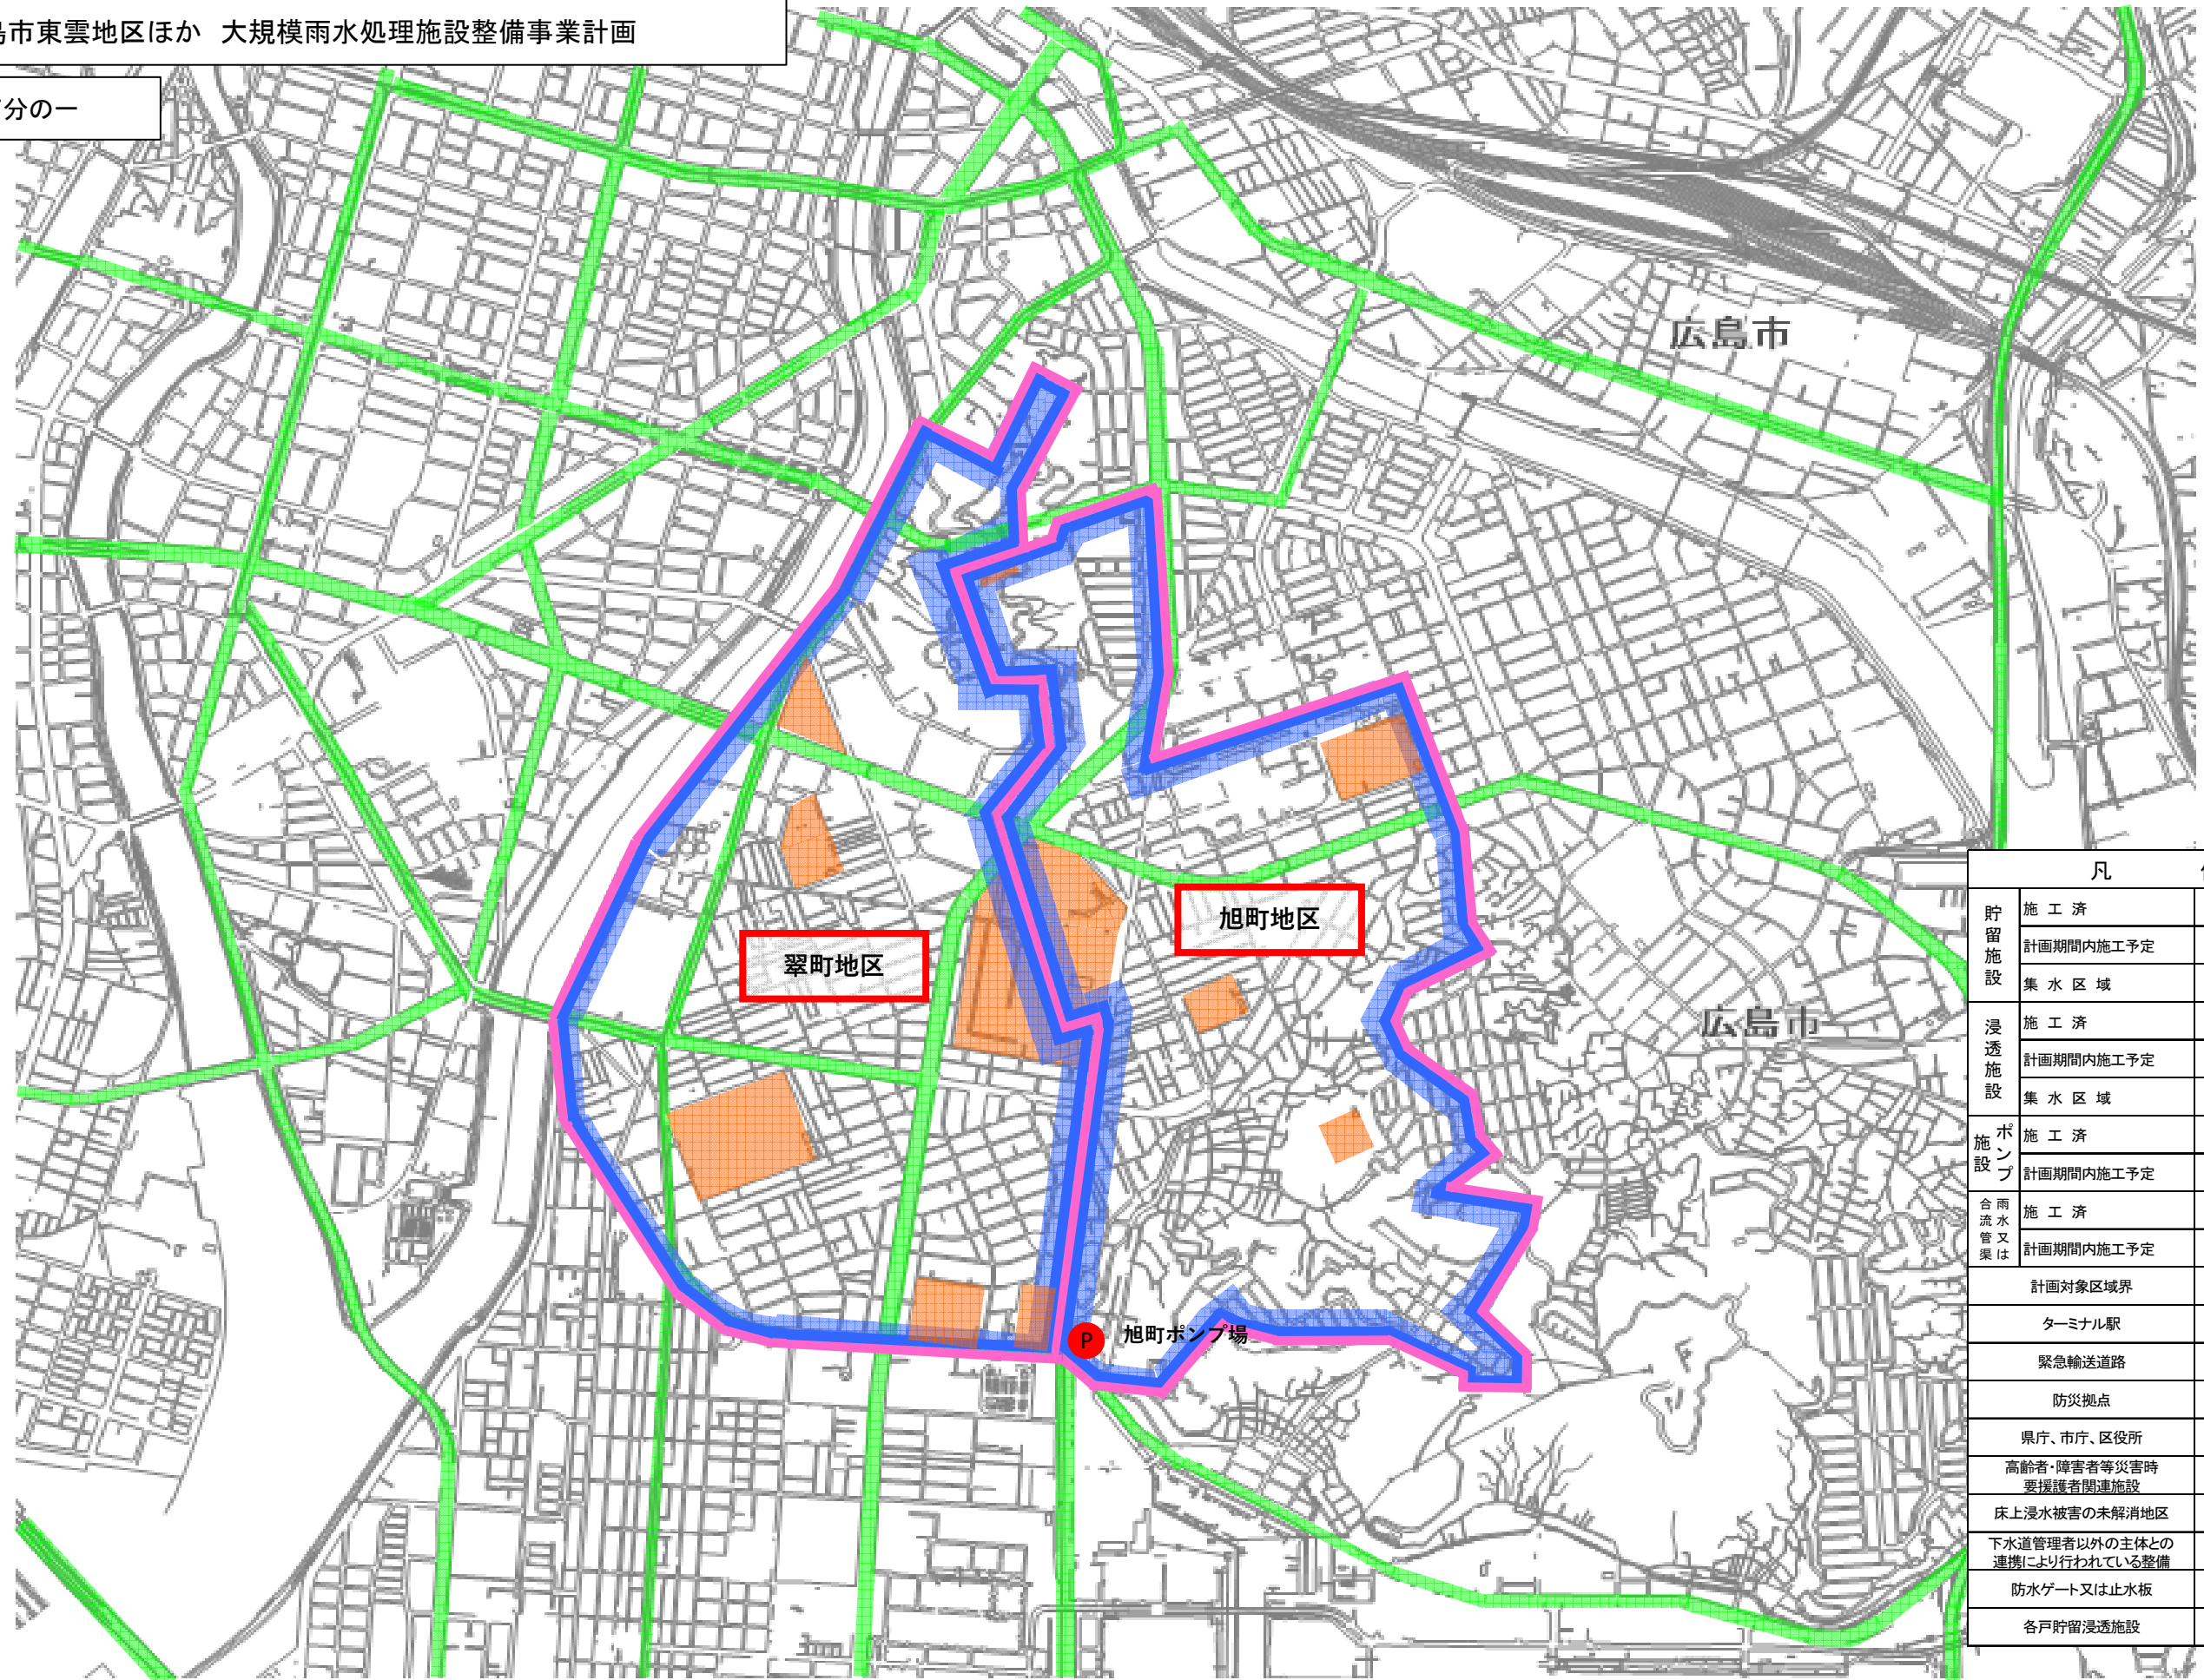 島市東雲地区ほか 大規模雨水処理施設整備事業計画
分の一
広島市
旭町地区
翠町地区
広島市
P 旭町ポンプ場
凡
貯留施設
施工済
計画期間内施工予定
集水区域
浸透施設
施工済
計画期間内施工予定
集水区域
ポンプ施設
施工済
計画期間内施工予定
雨水又は合流管渠
施工済
計画期間内施工予定
計画対象区域界
ターミナル駅
緊急輸送道路
防災拠点
県庁、市庁、区役所
高齢者・障害者等災害時
要援護者関連施設
床上浸水被害の未解消地区
下水道管理者以外の主体との
連携により行われている整備
防水ゲート又は止水板
各戸貯留浸透施設